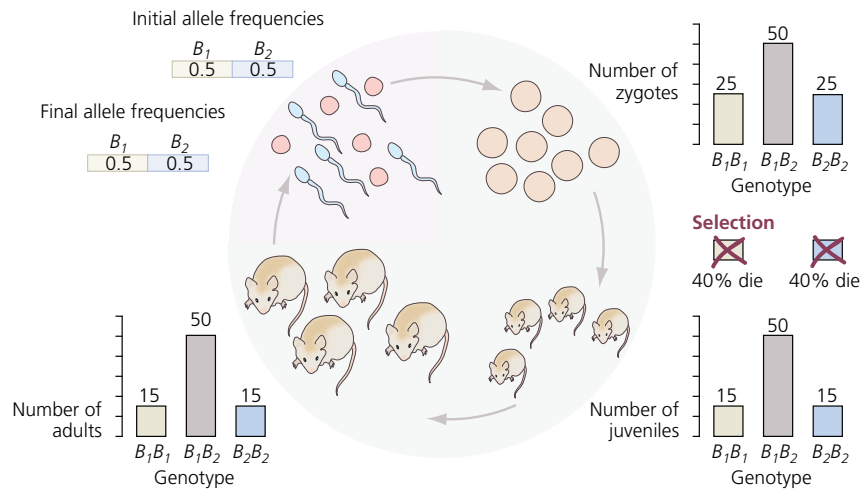 Initial allele frequencies
B₁ B₂
0.5 0.5
Final allele frequencies
B₁ B₂
0.5 0.5
Number of
zygotes
25
50
25
B₁B₁ B₁B₂ B₂B₂
Genotype
Selection
40% die 40% die
Number of
juveniles
15
50
15
B₁B₁ B₁B₂ B₂B₂
Genotype
Number of
adults
15
50
15
B₁B₁ B₁B₂ B₂B₂
Genotype